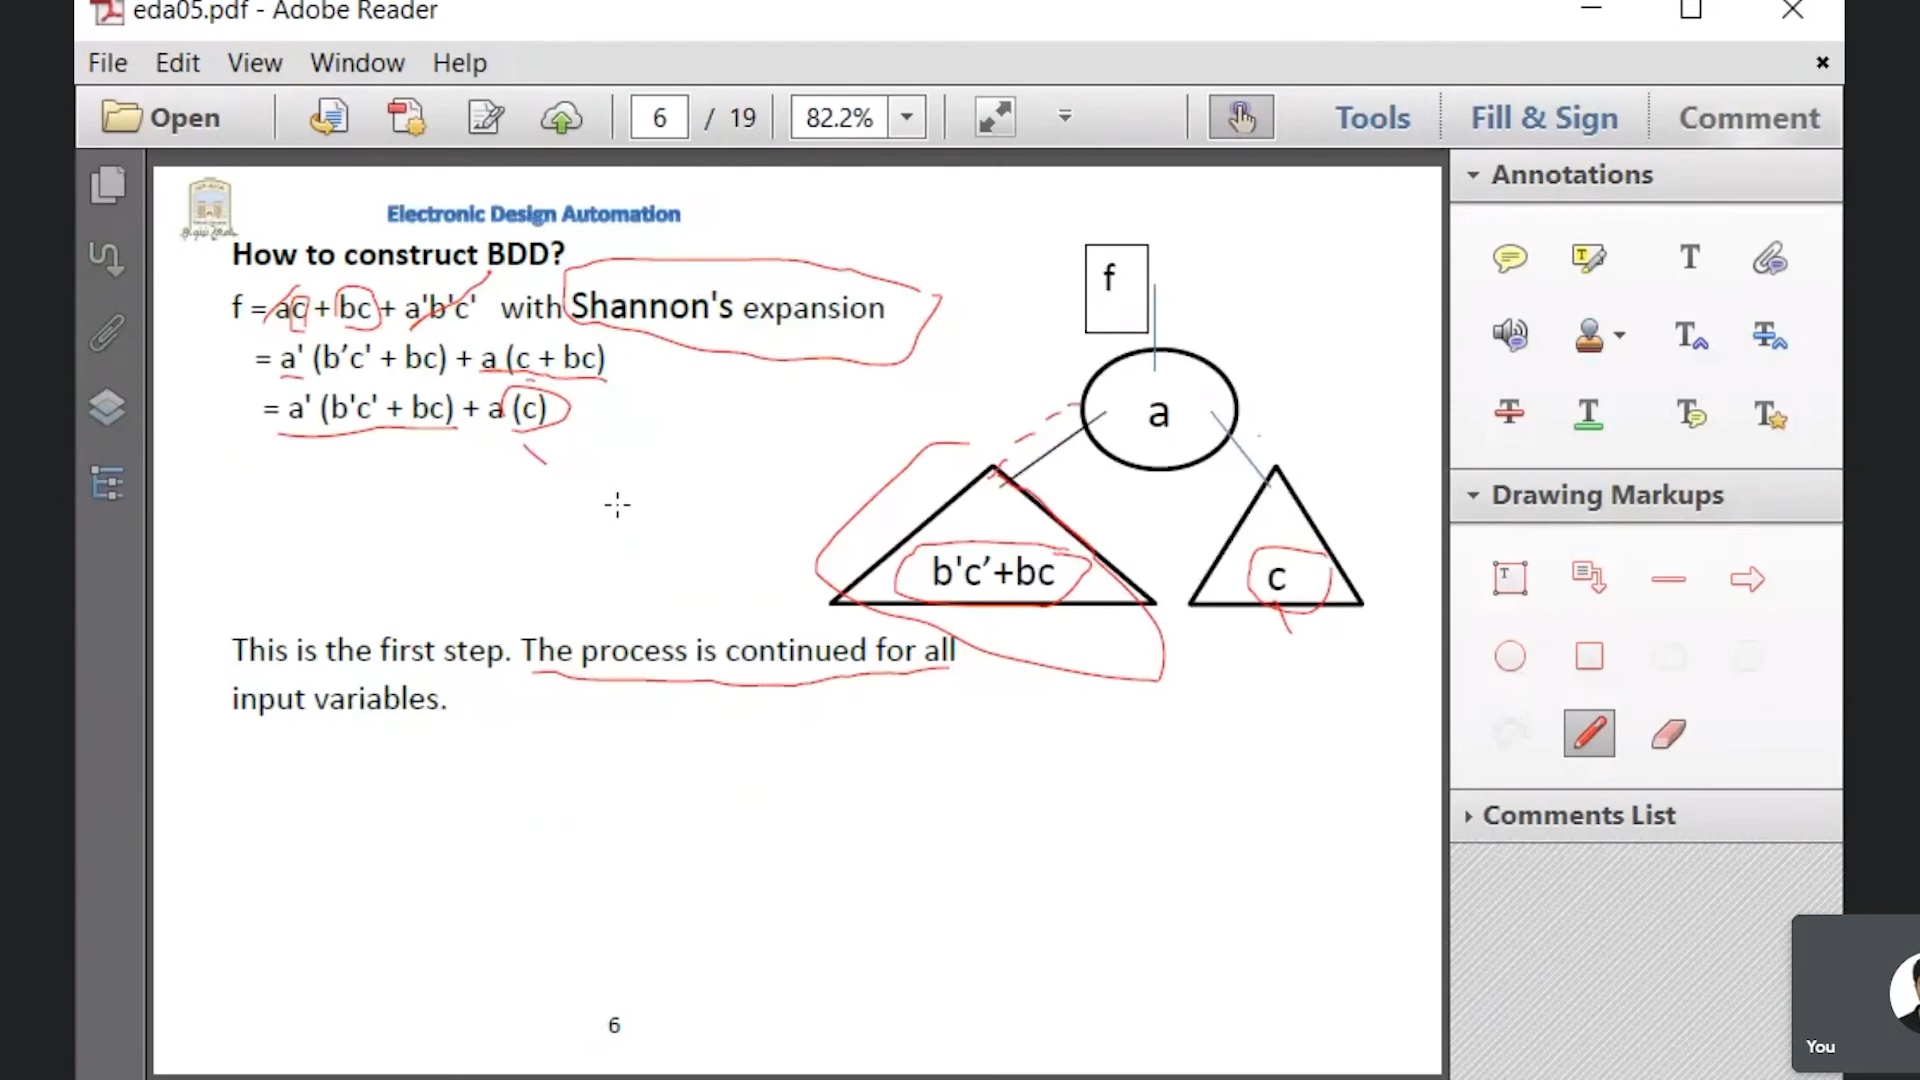 eda05.pdf - Adobe Reader
File Edit View Window Help
Open 6 / 19 82.2% Tools Fill & Sign Comment
Annotations
Electronic Design Automation
How to construct BDD?
f = ac + bc + a'b'c' with Shannon's expansion
= a' (b’c' + bc) + a (c + bc)
= a' (b'c' + bc) + a (c)
f
a
b'c’+bc
c
This is the first step. The process is continued for all
input variables.
6
Drawing Markups
Comments List
You